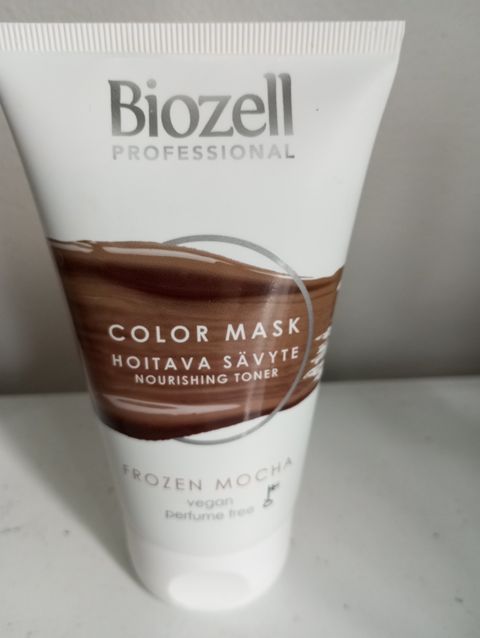 Biozell
PROFESSIONAL
COLOR MASK
HOITAVA SÄVYTE
NOURISHING TONER
FROZEN MOCHA
vegan
perfume free